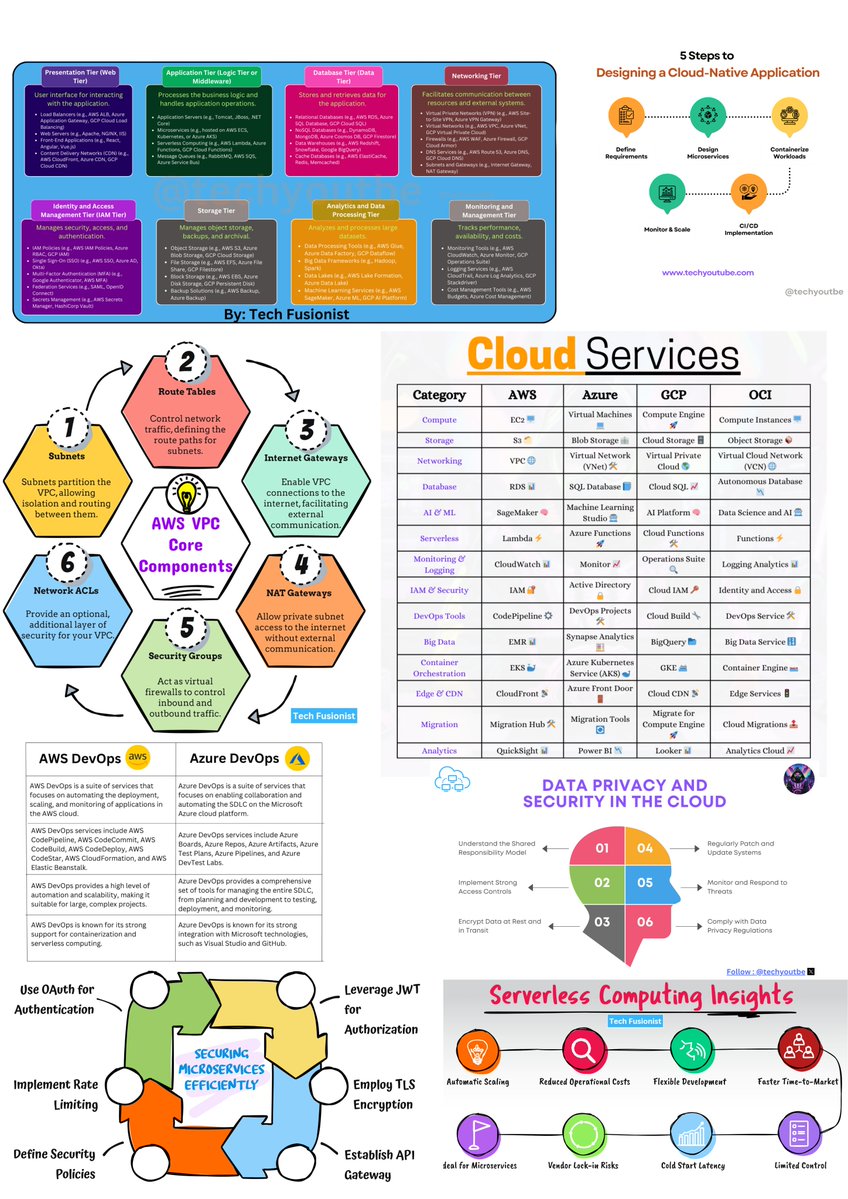 Presentation Tier (Web
Tier)
User interface for interacting
with the application.
• Load Balancers (e.g., AWS ALB, Azure
Application Gateway, GCP Cloud Load
Balancing)
• Web Servers (e.g., Apache, NGINX, IIS)
• Front-End Applications (e.g., React,
Angular, Vue.js)
• Content Delivery Networks (CDN) (e.g.,
AWS CloudFront, Azure CDN, GCP
Cloud CDN)
Application Tier (Logic Tier or
Middleware)
Processes the business logic and
handles application operations.
• Application Servers (e.g., Tomcat, JBoss, .NET
Core)
• Microservices (e.g., hosted on AWS ECS,
Kubernetes, or Azure AKS)
• Serverless Computing (e.g., AWS Lambda, Azure
Functions, GCP Cloud Functions)
• Message Queues (e.g., RabbitMQ, AWS SQS,
Azure Service Bus)
Database Tier (Data
Tier)
Stores and retrieves data for
the application.
• Relational Databases (e.g., AWS RDS, Azure
SQL Database, GCP Cloud SQL)
• NoSQL Databases (e.g., DynamoDB,
MongoDB, Azure Cosmos DB, GCP Firestore)
• Data Warehouses (e.g., AWS Redshift,
Snowflake, Google BigQuery)
• Cache Databases (e.g., AWS ElastiCache,
Redis, Memcached)
Networking Tier
Facilitates communication between
resources and external systems.
• Virtual Private Networks (VPN) (e.g., AWS Site-
to-Site VPN, Azure VPN Gateway)
• Virtual Networks (e.g., AWS VPC, Azure VNet,
GCP Virtual Private Cloud)
• Firewalls (e.g., AWS WAF, Azure Firewall, GCP
Cloud Armor)
• DNS Services (e.g., AWS Route 53, Azure DNS,
GCP Cloud DNS)
• Subnets and Gateways (e.g., Internet Gateway,
NAT Gateway)
@techyoutbe
Identity and Access
Management Tier (IAM Tier)
Manages security, access, and
authentication.
• IAM Policies (e.g., AWS IAM Policies, Azure
RBAC, GCP IAM)
• Single Sign-On (SSO) (e.g., AWS SSO, Azure AD,
Okta)
• Multi-Factor Authentication (MFA) (e.g.,
Google Authenticator, AWS MFA)
• Federation Services (e.g., SAML, OpenID
Connect)
• Secrets Management (e.g., AWS Secrets
Manager, HashiCorp Vault)
Storage Tier
Manages object storage,
backups, and archival.
• Object Storage (e.g., AWS S3, Azure
Blob Storage, GCP Cloud Storage)
• File Storage (e.g., AWS EFS, Azure File
Share, GCP Filestore)
• Block Storage (e.g., AWS EBS, Azure
Disk Storage, GCP Persistent Disk)
• Backup Solutions (e.g., AWS Backup,
Azure Backup)
Analytics and Data
Processing Tier
Analyzes and processes large
datasets.
• Data Processing Tools (e.g., AWS Glue,
Azure Data Factory, GCP Dataflow)
• Big Data Frameworks (e.g., Hadoop,
Spark)
• Data Lakes (e.g., AWS Lake Formation,
Azure Data Lake)
• Machine Learning Services (e.g., AWS
SageMaker, Azure ML, GCP AI Platform)
Monitoring and
Management Tier
Tracks performance,
availability, and costs.
• Monitoring Tools (e.g., AWS
CloudWatch, Azure Monitor, GCP
Operations Suite)
• Logging Services (e.g., AWS
CloudTrail, Azure Log Analytics, GCP
Stackdriver)
• Cost Management Tools (e.g., AWS
Budgets, Azure Cost Management)
By: Tech Fusionist
5 Steps to
Designing a Cloud-Native Application
Define
Requirements
Design
Microservices
Containerize
Workloads
Monitor & Scale
CI/CD
Implementation
www.techyoutube.com
@techyoutbe
1
Subnets
Subnets partition the
VPC, allowing
isolation and routing
between them.
2
Route Tables
Control network
traffic, defining the
route paths for
subnets.
3
Internet Gateways
Enable VPC
connections to the
internet, facilitating
external
communication.
AWS VPC
Core
Components
4
NAT Gateways
Allow private subnet
access to the internet
without external
communication.
5
Security Groups
Act as virtual
firewalls to control
inbound and
outbound traffic.
6
Network ACLs
Provide an optional,
additional layer of
security for your VPC.
Tech Fusionist
Cloud Services
Category AWS Azure GCP OCI
Compute EC2 Virtual Machines Compute Engine Compute Instances
Storage S3 Blob Storage Cloud Storage Object Storage
Networking VPC Virtual Network (VNet) Virtual Private Cloud Virtual Cloud Network (VCN)
Database RDS SQL Database Cloud SQL Autonomous Database
AI & ML SageMaker Machine Learning Studio AI Platform Data Science and AI
Serverless Lambda Azure Functions Cloud Functions Functions
Monitoring & Logging CloudWatch Monitor Operations Suite Logging Analytics
IAM & Security IAM Active Directory Cloud IAM Identity and Access
DevOps Tools CodePipeline DevOps Projects Cloud Build DevOps Service
Big Data EMR Synapse Analytics BigQuery Big Data Service
Container Orchestration EKS Azure Kubernetes Service (AKS) GKE Container Engine
Edge & CDN CloudFront Azure Front Door Cloud CDN Edge Services
Migration Migration Hub Migration Tools Migrate for Compute Engine Cloud Migrations
Analytics QuickSight Power BI Looker Analytics Cloud
AWS DevOps aws
Azure DevOps
AWS DevOps is a suite of services that
focuses on automating the deployment,
scaling, and monitoring of applications in
the AWS cloud.
Azure DevOps is a suite of services that
focuses on enabling collaboration and
automating the SDLC on the Microsoft
Azure cloud platform.
AWS DevOps services include AWS
CodePipeline, AWS CodeCommit, AWS
CodeBuild, AWS CodeDeploy, AWS
CodeStar, AWS CloudFormation, and AWS
Elastic Beanstalk.
Azure DevOps services include Azure
Boards, Azure Repos, Azure Artifacts, Azure
Test Plans, Azure Pipelines, and Azure
DevTest Labs.
AWS DevOps provides a high level of
automation and scalability, making it
suitable for large, complex projects.
Azure DevOps provides a comprehensive
set of tools for managing the entire SDLC,
from planning and development to testing,
deployment, and monitoring.
AWS DevOps is known for its strong
support for containerization and
serverless computing.
Azure DevOps is known for its strong
integration with Microsoft technologies,
such as Visual Studio and GitHub.
DATA PRIVACY AND
SECURITY IN THE CLOUD
Understand the Shared
Responsibility Model
01
04
Regularly Patch and
Update Systems
Implement Strong
Access Controls
02
05
Monitor and Respond to
Threats
Encrypt Data at Rest and
in Transit
03
06
Comply with Data
Privacy Regulations
Follow : @techyoutbe X
Use OAuth for
Authentication
Leverage JWT
for
Authorization
SECURING
MICROSERVICES
EFFICIENTLY
Implement Rate
Limiting
Employ TLS
Encryption
Define Security
Policies
Establish API
Gateway
Serverless Computing Insights
Tech Fusionist
Automatic Scaling
Reduced Operational Costs
Flexible Development
Faster Time-to-Market
deal for Microservices
Vendor Lock-in Risks
Cold Start Latency
Limited Control